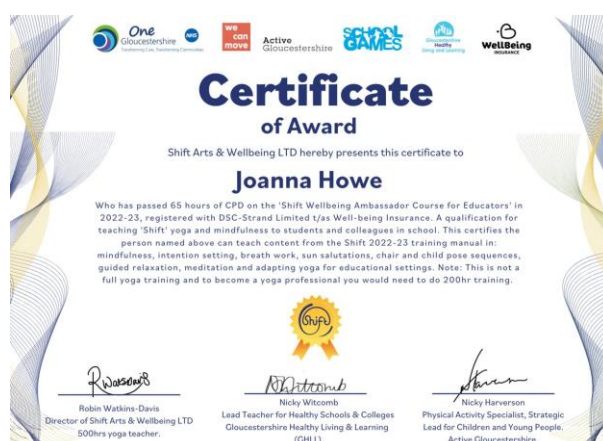 One
Gloucestershire
NHS
Transforming Care, Transforming Communities
we
can
move
Active
Gloucestershire
SCHOOL
GAMES
Gloucestershire
Healthy
Living and Learning
WellBeing
INSURANCE
Certificate
of Award
Shift Arts & Wellbeing LTD hereby presents this certificate to
Joanna Howe
Who has passed 65 hours of CPD on the 'Shift Wellbeing Ambassador Course for Educators' in
2022-23, registered with DSC-Strand Limited t/as Well-being Insurance. A qualification for
teaching 'Shift' yoga and mindfulness to students and colleagues in school. This certifies the
person named above can teach content from the Shift 2022-23 training manual in:
mindfulness, intention setting, breath work, sun salutations, chair and child pose sequences,
guided relaxation, meditation and adapting yoga for educational settings. Note: This is not a
full yoga training and to become a yoga professional you would need to do 200hr training.
Shift
Robin Watkins-Davis
Director of Shift Arts & Wellbeing LTD
500hrs yoga teacher.
Nicky Witcomb
Lead Teacher for Healthy Schools & Colleges
Gloucestershire Healthy Living & Learning
(GHLL)
Nicky Harverson
Physical Activity Specialist, Strategic
Lead for Children and Young People.
Active Gloucestershire